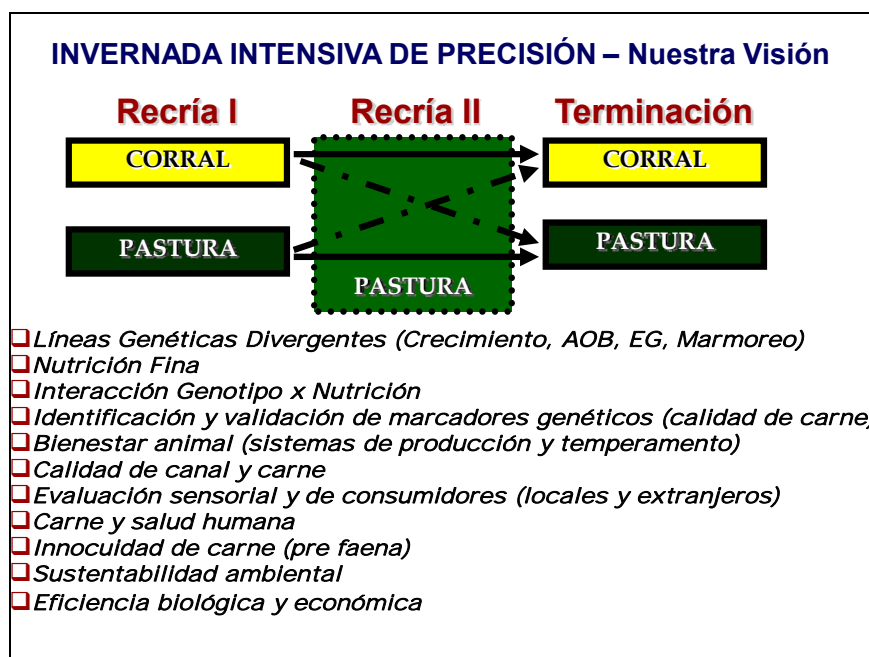 INVERNADA INTENSIVA DE PRECISIÓN – Nuestra Visión
Recría I
Recría II
Terminación
CORRAL
CORRAL
PASTURA
PASTURA
PASTURA
Líneas Genéticas Divergentes (Crecimiento, AOB, EG, Marmoreo)
Nutrición Fina
Interacción Genotipo x Nutrición
Identificación y validación de marcadores genéticos (calidad de carne)
Bienestar animal (sistemas de producción y temperamento)
Calidad de canal y carne
Evaluación sensorial y de consumidores (locales y extranjeros)
Carne y salud humana
Innocuidad de carne (pre faena)
Sustentabilidad ambiental
Eficiencia biológica y económica